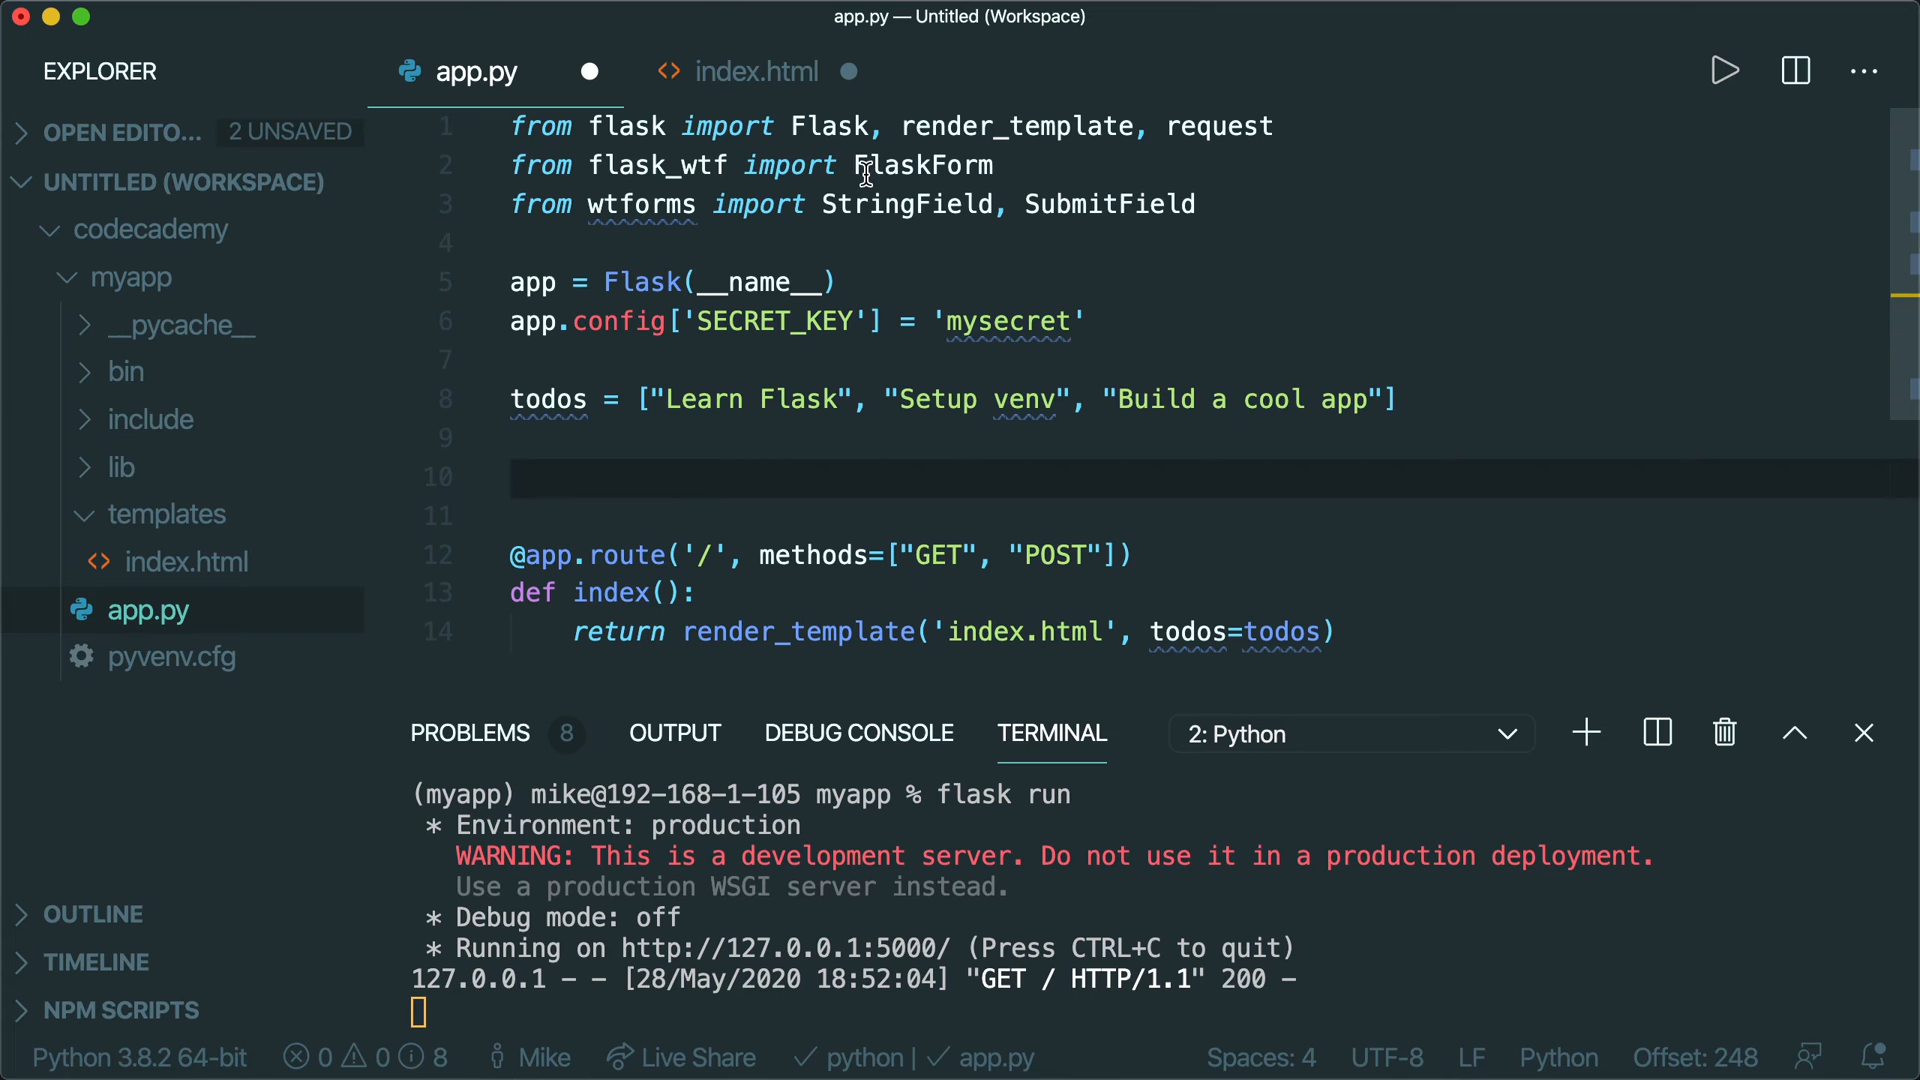 app.py — Untitled (Workspace)
EXPLORER
app.py
index.html
OPEN EDITO... 2 UNSAVED
UNTITLED (WORKSPACE)
codecademy
myapp
__pycache__
bin
include
lib
templates
index.html
app.py
pyvenv.cfg
OUTLINE
TIMELINE
NPM SCRIPTS
1 from flask import Flask, render_template, request
2 from flask_wtf import FlaskForm
3 from wtforms import StringField, SubmitField
4
5 app = Flask(__name__)
6 app.config['SECRET_KEY'] = 'mysecret'
7
8 todos = ["Learn Flask", "Setup venv", "Build a cool app"]
9
10
11
12 @app.route('/', methods=["GET", "POST"])
13 def index():
14 return render_template('index.html', todos=todos)
PROBLEMS 8 OUTPUT DEBUG CONSOLE TERMINAL 2: Python
(myapp) mike@192-168-1-105 myapp % flask run
* Environment: production
WARNING: This is a development server. Do not use it in a production deployment.
Use a production WSGI server instead.
* Debug mode: off
* Running on http://127.0.0.1:5000/ (Press CTRL+C to quit)
127.0.0.1 - - [28/May/2020 18:52:04] "GET / HTTP/1.1" 200 -
Python 3.8.2 64-bit 0 0 8 Mike Live Share python | app.py Spaces: 4 UTF-8 LF Python Offset: 248